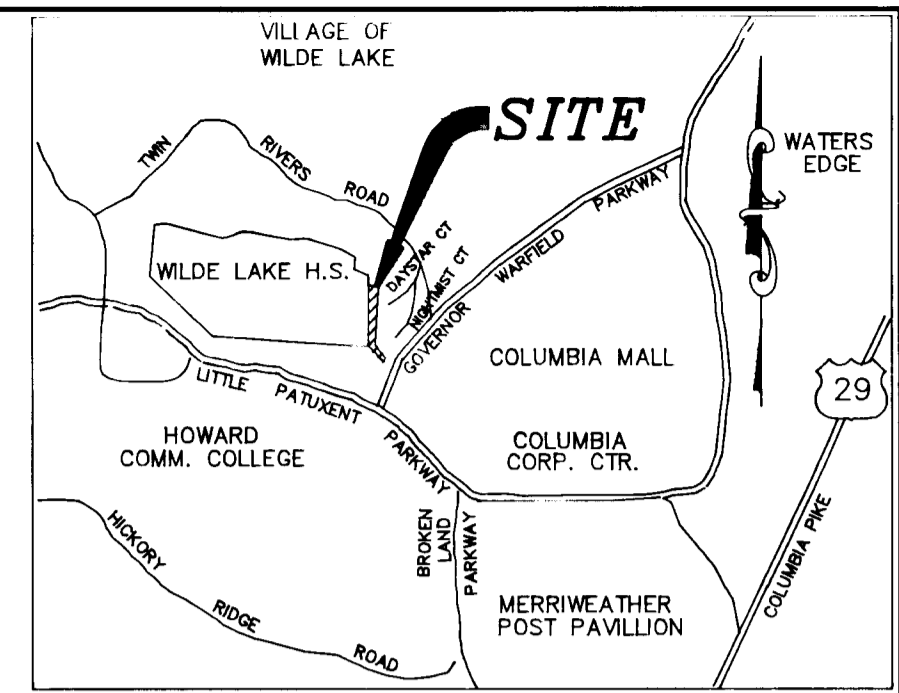 VILLAGE OF
WILDE LAKE
SITE
WATERS
EDGE
TWIN
RIVERS
ROAD
PARKWAY
WARFIELD
GOVERNOR
DAYSTAR CT
NIGHTMIST CT
WILDE LAKE H.S.
COLUMBIA MALL
29
LITTLE
PATUXENT
PARKWAY
HOWARD
COMM. COLLEGE
COLUMBIA
CORP. CTR.
HICKORY
RIDGE
ROAD
BROKEN
LAND
PARKWAY
MERRIWEATHER
POST PAVILLION
COLUMBIA PIKE